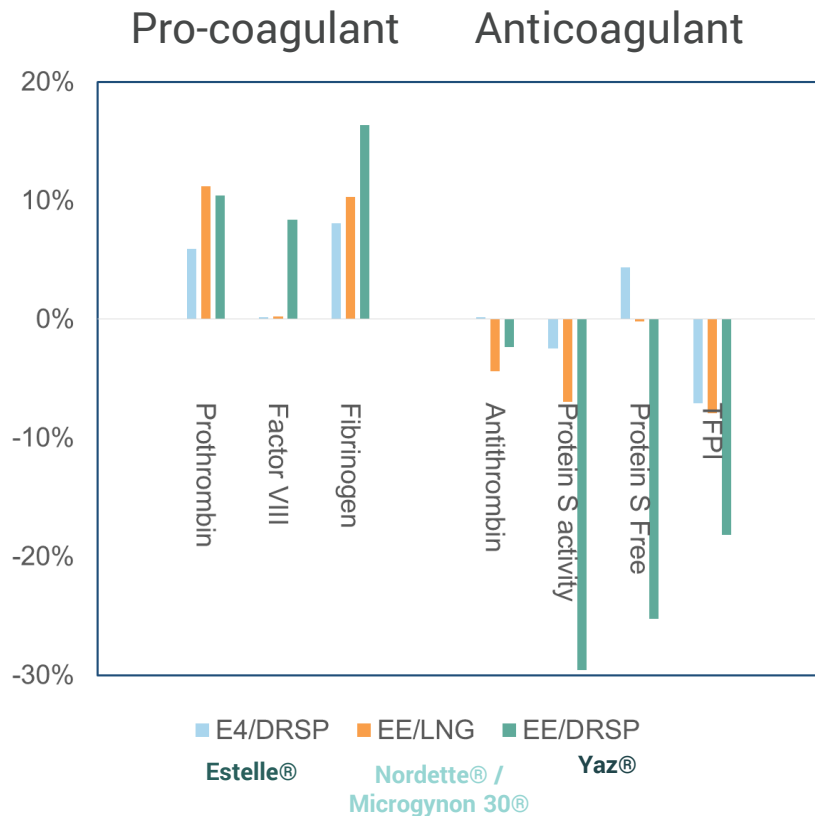 Pro-coagulant Anticoagulant
20%
10%
0%
-10%
-20%
-30%
Prothrombin
Factor VIII
Fibrinogen
Antithrombin
Protein S activity
Protein S Free
TFPI
E4/DRSP EE/LNG EE/DRSP
Estelle® Nordette® / Yaz®
Microgynon 30®